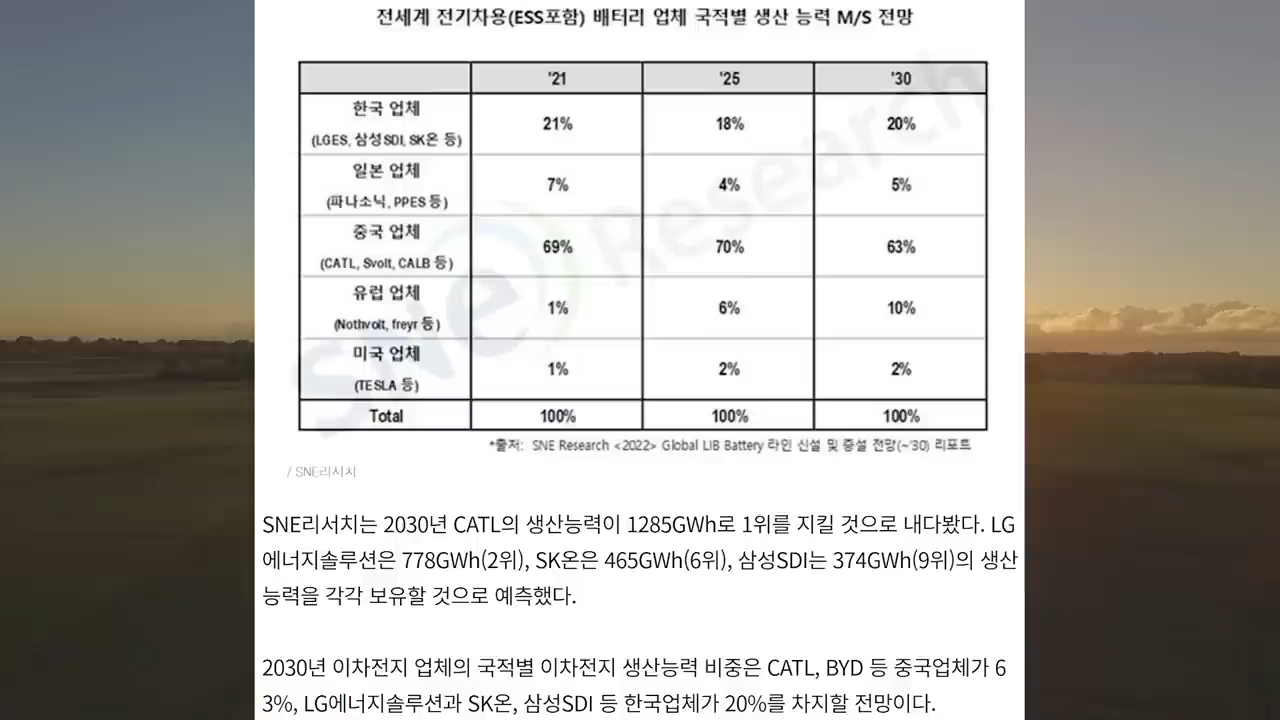 전세계 전기차용(ESS포함) 배터리 업체 국적별 생산 능력 M/S 전망
'21 '25 '30
한국 업체
(LGES, 삼성SDI, SK온 등) 21% 18% 20%
일본 업체
(파나소닉, PPES 등) 7% 4% 5%
중국 업체
(CATL, Svolt, CALB 등) 69% 70% 63%
유럽 업체
(Nothvolt, freyr 등) 1% 6% 10%
미국 업체
(TESLA 등) 1% 2% 2%
Total 100% 100% 100%
*출처: SNE Research <2022> Global LIB Battery 라인 신설 및 증설 전망(~'30) 리포트
/ SNE리서치
SNE Research
SNE리서치는 2030년 CATL의 생산능력이 1285GWh로 1위를 지킬 것으로 내다봤다. LG
에너지솔루션은 778GWh(2위), SK온은 465GWh(6위), 삼성SDI는 374GWh(9위)의 생산
능력을 각각 보유할 것으로 예측했다.
2030년 이차전지 업체의 국적별 이차전지 생산능력 비중은 CATL, BYD 등 중국업체가 6
3%, LG에너지솔루션과 SK온, 삼성SDI 등 한국업체가 20%를 차지할 전망이다.